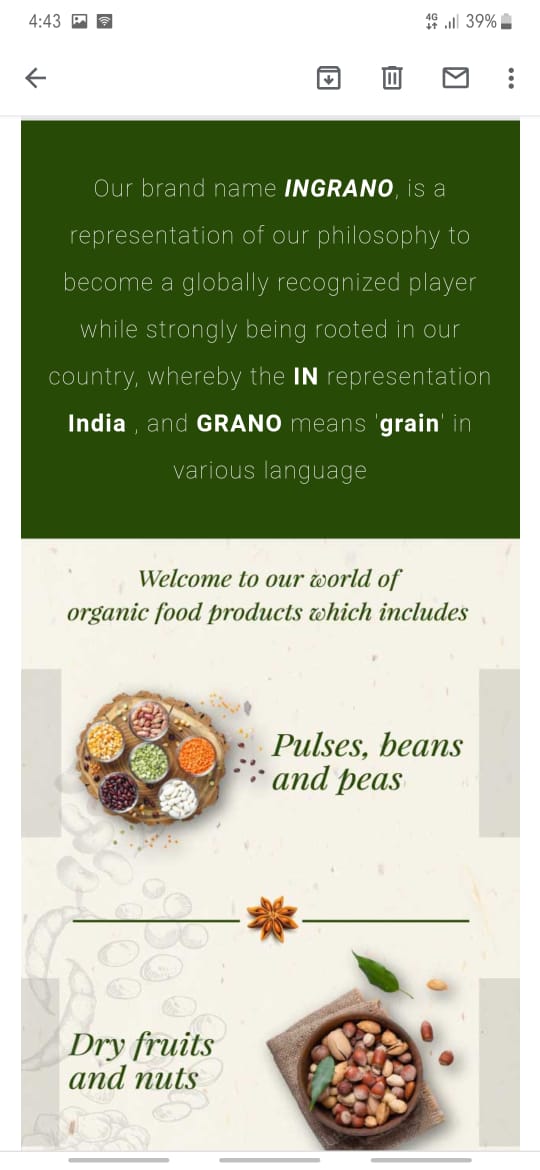 4:43
4G
39%
Our brand name INGRANO, is a
representation of our philosophy to
become a globally recognized player
while strongly being rooted in our
country, whereby the IN representation
India , and GRANO means 'grain' in
various language
Welcome to our world of
organic food products which includes
Pulses, beans
and peas
Dry fruits
and nuts